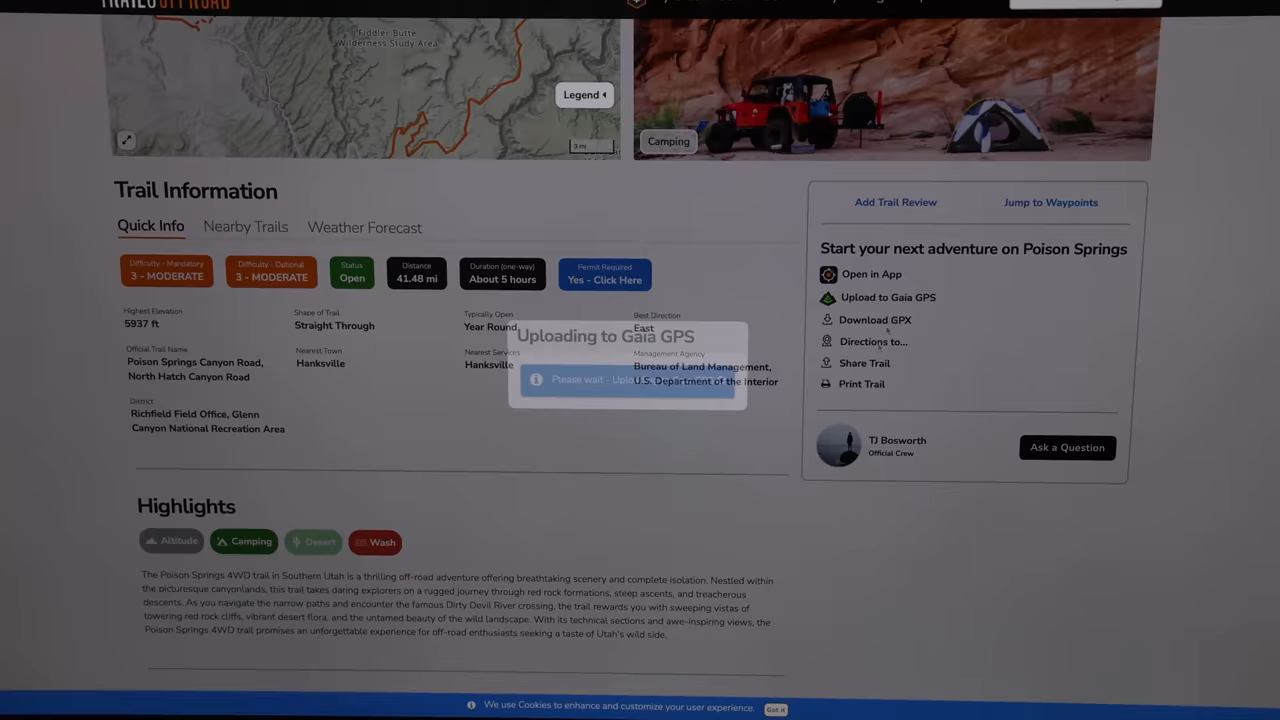 TRAILS OFFROAD
Fiddler Butte
Wilderness Study Area
Legend
3 mi
Camping
Trail Information
Quick Info
Nearby Trails
Weather Forecast
Difficulty - Mandatory
3 - MODERATE
Difficulty - Optional
3 - MODERATE
Status
Open
Distance
41.48 mi
Duration (one-way)
About 5 hours
Permit Required
Yes - Click Here
Highest Elevation
5937 ft
Shape of Trail
Straight Through
Typically Open
Year Round
Best Direction
East
Official Trail Name
Poison Springs Canyon Road,
North Hatch Canyon Road
Nearest Town
Hanksville
Nearest Services
Hanksville
Management Agency
Bureau of Land Management,
U.S. Department of the Interior
District
Richfield Field Office, Glenn
Canyon National Recreation Area
Uploading to Gaia GPS
Please wait -
Add Trail Review
Jump to Waypoints
Start your next adventure on Poison Springs
Open in App
Upload to Gaia GPS
Download GPX
Directions to...
Share Trail
Print Trail
TJ Bosworth
Official Crew
Ask a Question
Highlights
Altitude
Camping
Desert
Wash
The Poison Springs 4WD trail in Southern Utah is a thrilling off-road adventure offering breathtaking scenery and complete isolation. Nestled within
the picturesque canyonlands, this trail takes daring explorers on a rugged journey through red rock formations, steep ascents, and treacherous
descents. As you navigate the narrow paths and encounter the famous Dirty Devil River crossing, the trail rewards you with sweeping vistas of
towering red rock cliffs, vibrant desert flora, and the untamed beauty of the wild landscape. With its technical sections and awe-inspiring views, the
Poison Springs 4WD trail promises an unforgettable experience for off-road enthusiasts seeking a taste of Utah's wild side.
We use Cookies to enhance and customize your user experience.
Got it